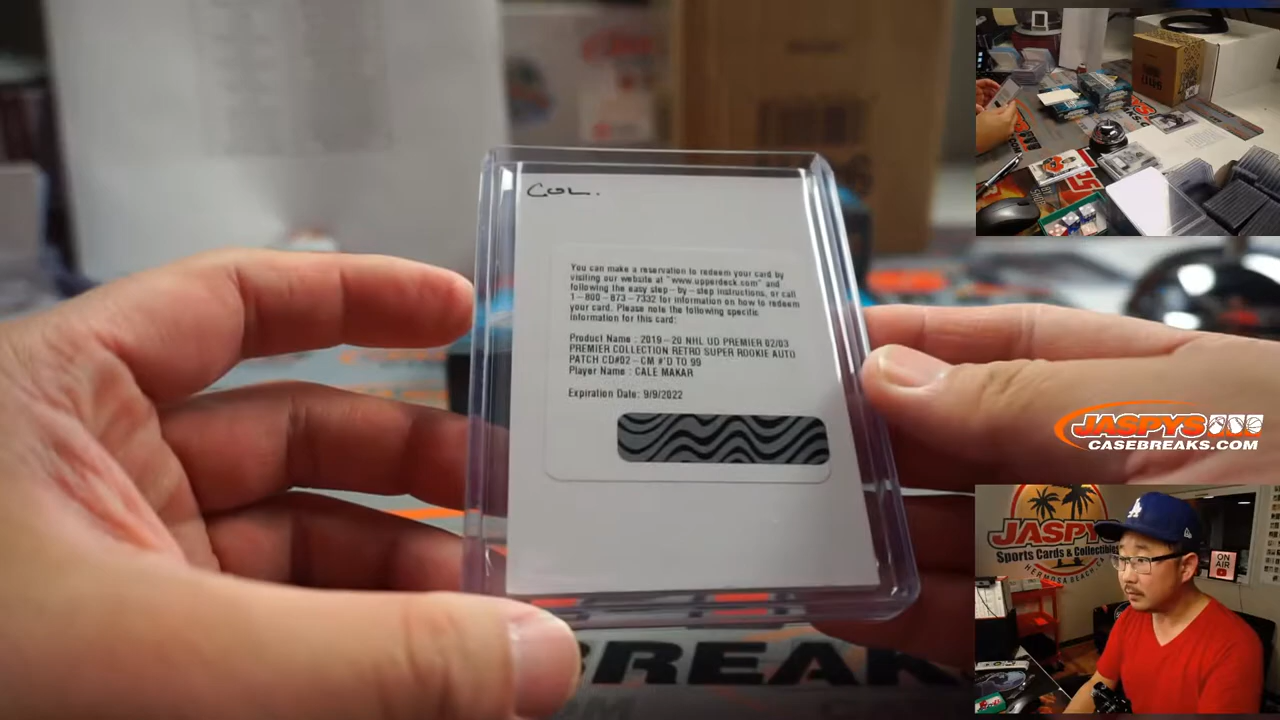 COL.
You can make a reservation to redeem your card by
visiting our website at "www.upperdeck.com" and
following the easy step-by-step instructions, or call
1-800-873-7332 for information on how to redeem
your card. Please note the following specific
information for this card:
Product Name : 2019-20 NHL UD PREMIER 02/03
PREMIER COLLECTION RETRO SUPER ROOKIE AUTO
PATCH CD#02-CM #'D TO 99
Player Name : CALE MAKAR
Expiration Date: 9/9/2022
BREAK
JASPYS
CASEBREAKS.COM
JASPY'S
Sports Cards & Collectibles
HERMOSA BEACH, CA
ON
AIR